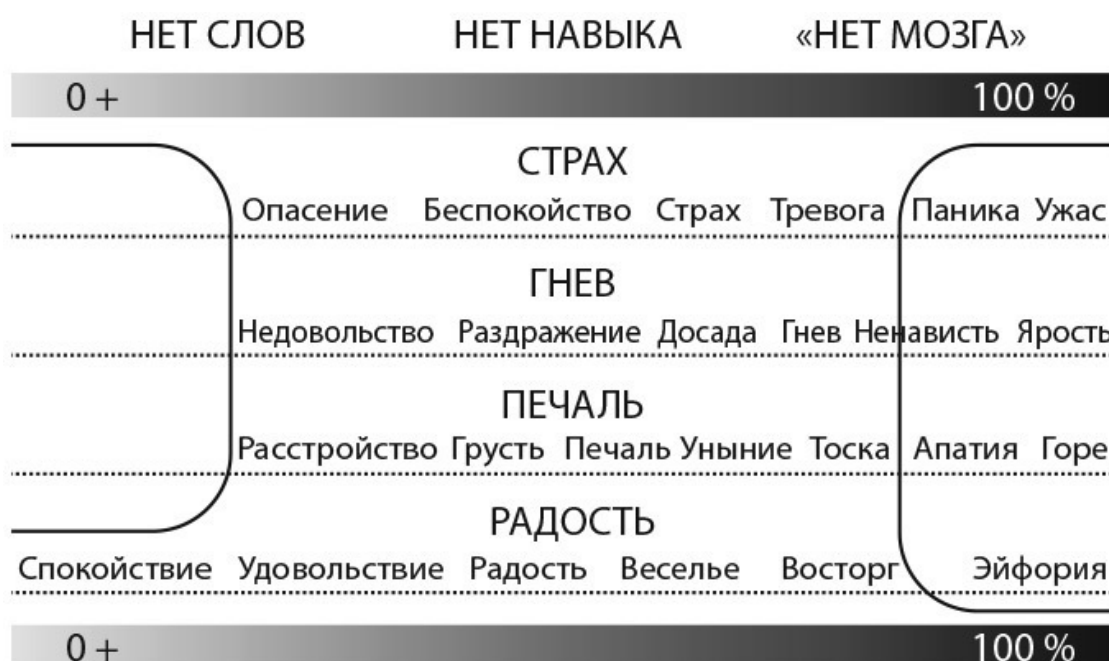 НЕТ СЛОВ НЕТ НАВЫКА «НЕТ МОЗГА»
0 + 100 %
СТРАХ
Опасение Беспокойство Страх Тревога Паника Ужас
ГНЕВ
Недовольство Раздражение Досада Гнев Ненависть Ярость
ПЕЧАЛЬ
Расстройство Грусть Печаль Уныние Тоска Апатия Горе
РАДОСТЬ
Спокойствие Удовольствие Радость Веселье Восторг Эйфория
0 + 100 %